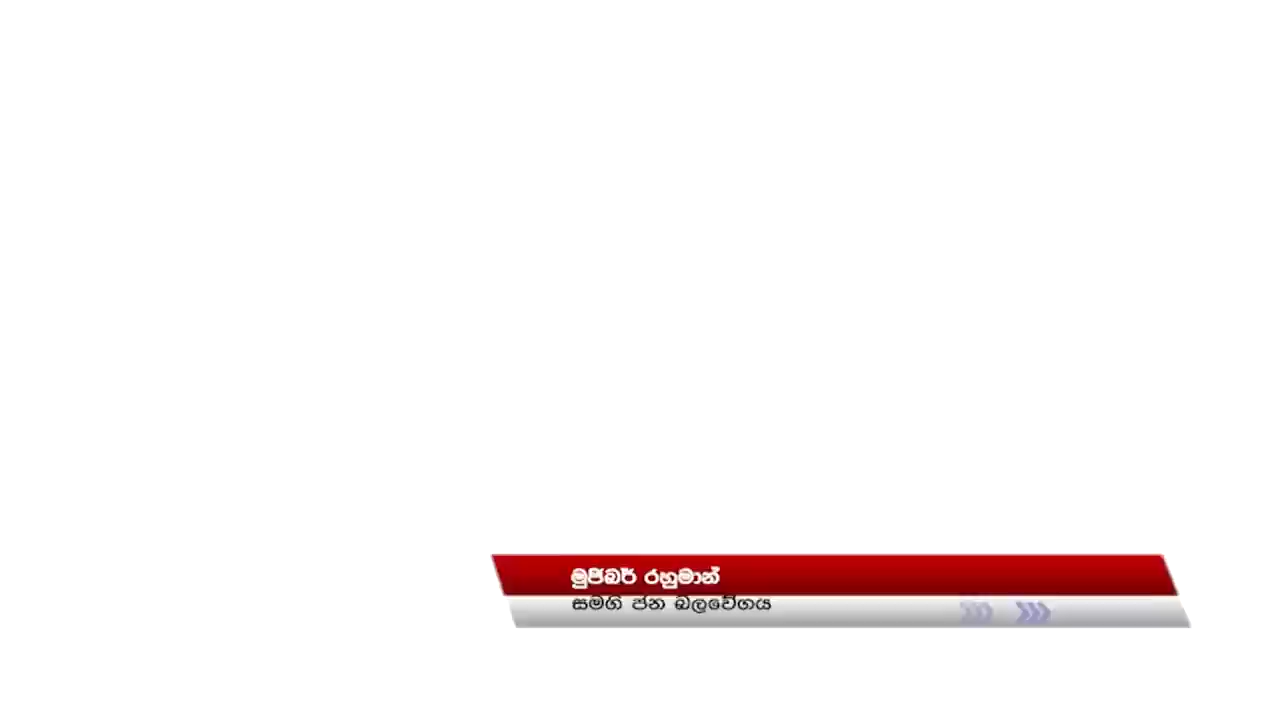 මුජිබර් රහුමාන්
සමගි ජන බලවේගය